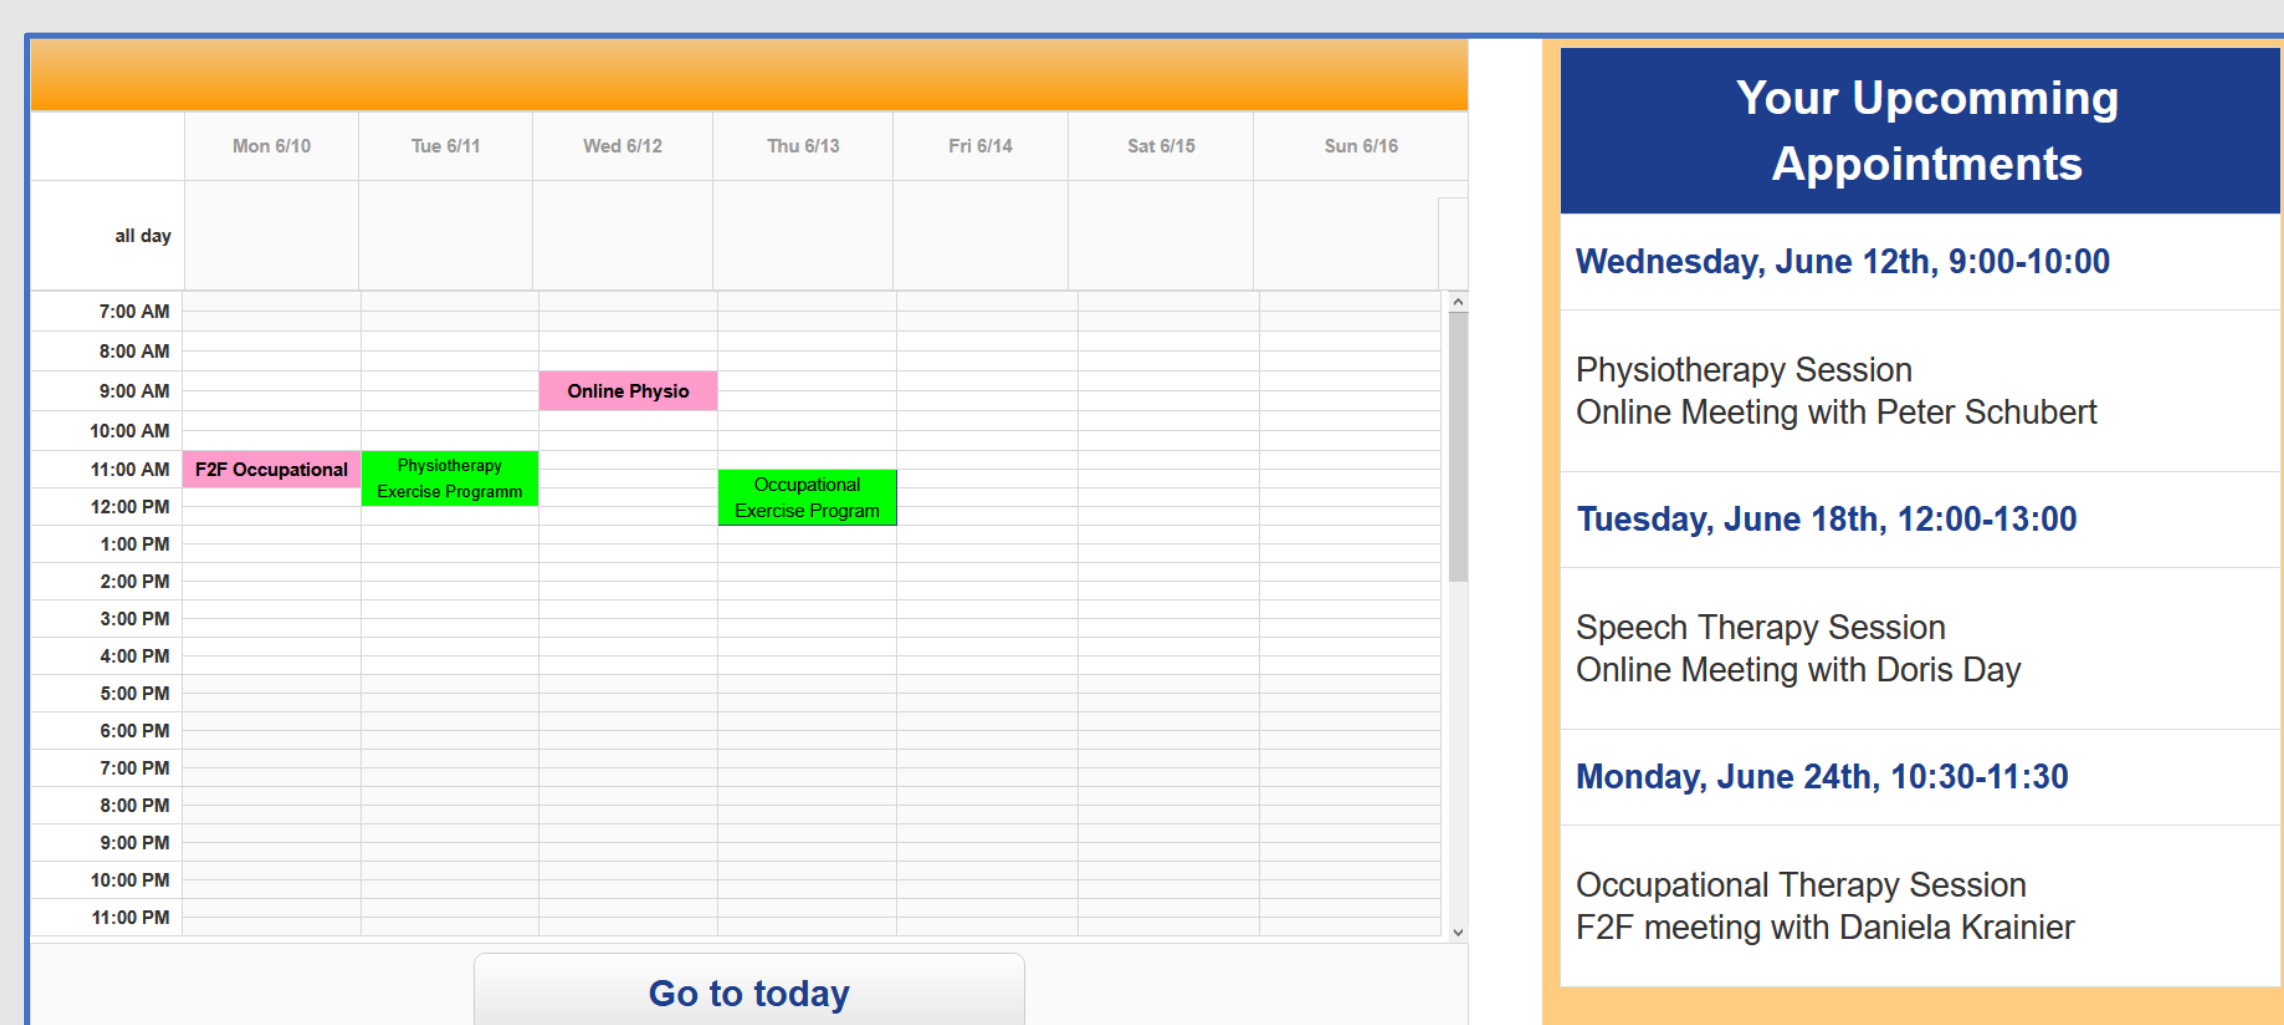 Mon 6/10 Tue 6/11 Wed 6/12 Thu 6/13 Fri 6/14 Sat 6/15 Sun 6/16
all day
7:00 AM
8:00 AM
9:00 AM Online Physio
10:00 AM
11:00 AM F2F Occupational
Physiotherapy
Exercise Programm
Occupational
Exercise Program
12:00 PM
1:00 PM
2:00 PM
3:00 PM
4:00 PM
5:00 PM
6:00 PM
7:00 PM
8:00 PM
9:00 PM
10:00 PM
11:00 PM
Go to today
Your Upcomming
Appointments
Wednesday, June 12th, 9:00-10:00
Physiotherapy Session
Online Meeting with Peter Schubert
Tuesday, June 18th, 12:00-13:00
Speech Therapy Session
Online Meeting with Doris Day
Monday, June 24th, 10:30-11:30
Occupational Therapy Session
F2F meeting with Daniela Krainier